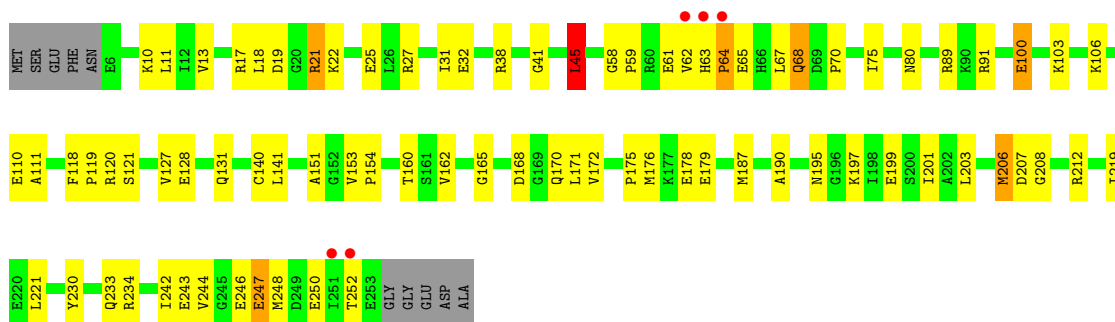 MET SER GLU PHE ASN E6 K10 L11 I12 V13 R17 L18 D19 G20 R21 K22 E25 L26 R27 I31 E32 R38 G41 L45 G58 P59 R60 E61 V62 H63 P64 E65 H66 L67 Q68 D69 P70 I75 N80 R89 K90 R91 E100 K103 K106
E110 A111 F118 P119 R120 S121 V127 E128 Q131 C140 L141 A151 G152 V153 P154 T160 S161 V162 G165 D168 G169 Q170 L171 V172 P175 M176 K177 E178 E179 M187 A190 N195 G196 K197 I198 E199 S200 I201 A202 L203 M206 D207 G208 R212
E220 L221 Y230 Q233 R234 I242 E243 V244 G245 E246 E247 M248 D249 E250 I251 T252 E253 GLY GLY GLU ASP ALA